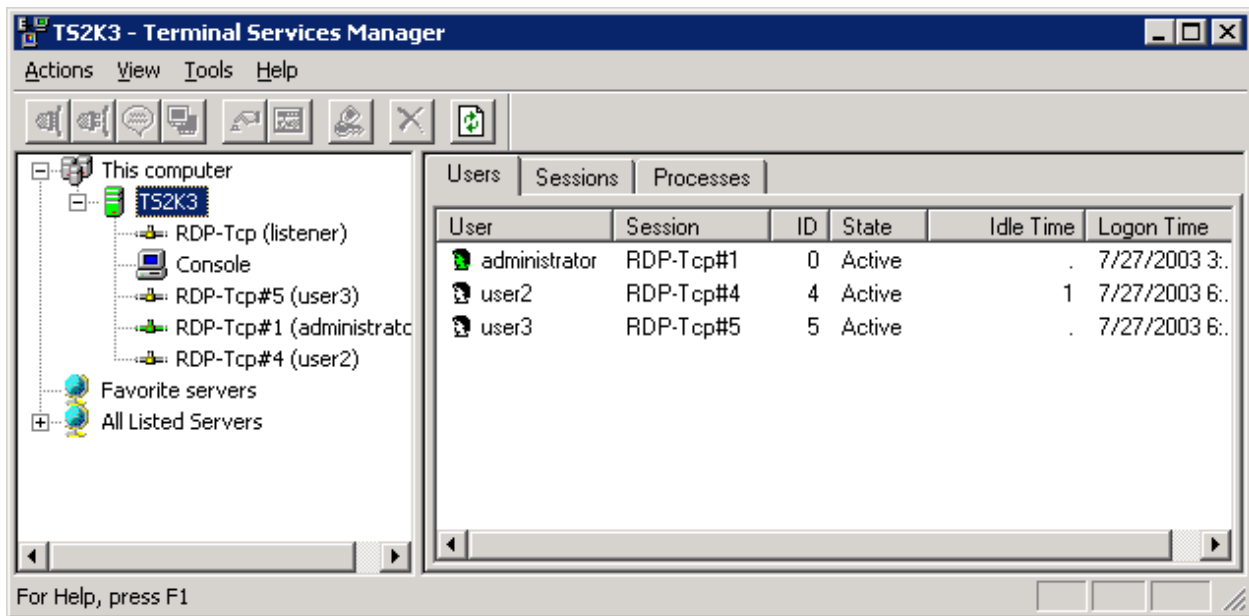 TS2K3 - Terminal Services Manager
Actions View Tools Help
This computer
TS2K3
RDP-Tcp (listener)
Console
RDP-Tcp#5 (user3)
RDP-Tcp#1 (administratc
RDP-Tcp#4 (user2)
Favorite servers
All Listed Servers
Users Sessions Processes
User Session ID State Idle Time Logon Time
administrator RDP-Tcp#1 0 Active . 7/27/2003 3:.
user2 RDP-Tcp#4 4 Active 1 7/27/2003 6:.
user3 RDP-Tcp#5 5 Active . 7/27/2003 6:.
For Help, press F1